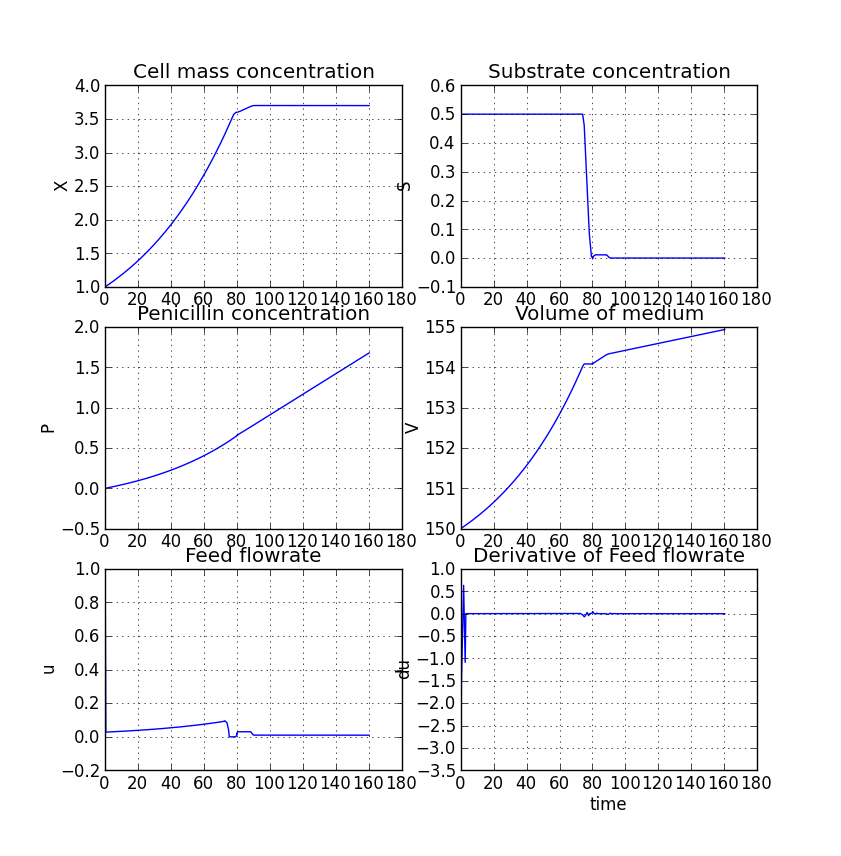 Cell mass concentration
4.0
3.5
3.0
2.5
2.0
1.5
1.0
X
0 20 40 60 80 100 120 140 160 180
Substrate concentration
0.6
0.5
0.4
0.3
0.2
0.1
0.0
−0.1
S
0 20 40 60 80 100 120 140 160 180
Penicillin concentration
2.0
1.5
1.0
0.5
0.0
−0.5
P
0 20 40 60 80 100 120 140 160 180
Volume of medium
155
154
153
152
151
150
V
0 20 40 60 80 100 120 140 160 180
Feed flowrate
1.0
0.8
0.6
0.4
0.2
0.0
−0.2
u
0 20 40 60 80 100 120 140 160 180
Derivative of Feed flowrate
1.0
0.5
0.0
−0.5
−1.0
−1.5
−2.0
−2.5
−3.0
−3.5
du
0 20 40 60 80 100 120 140 160 180
time